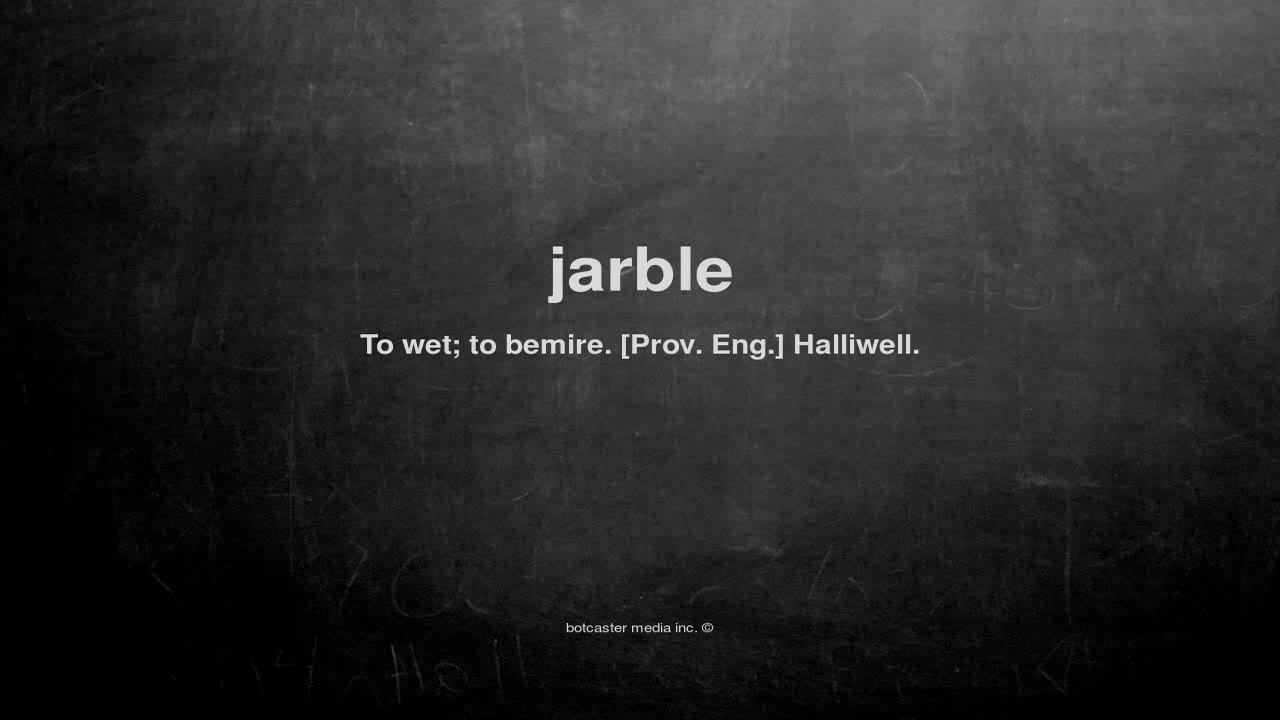 jarble
To wet; to bemire. [Prov. Eng.] Halliwell.
botcaster media inc. ©